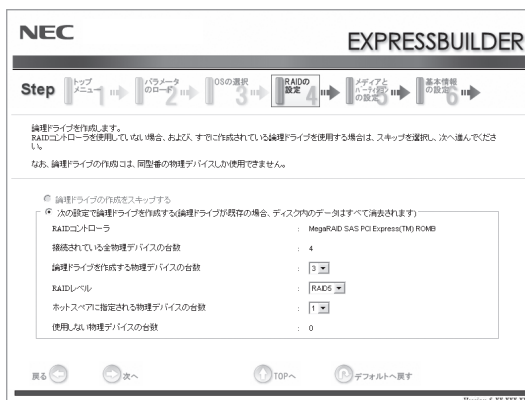 NEC
EXPRESSBUILDER
Step
トップメニュー 1
パラメータのロード 2
OSの選択 3
RAIDの設定 4
メディアとパーティションの設定 5
基本情報の設定 6
論理ドライブを作成します。
RAIDコントローラを使用していない場合、および、すでに作成されている論理ドライブを使用する場合は、スキップを選択し、次へ進んでください。
なお、論理ドライブの作成には、同型番の物理デバイスしか使用できません。
論理ドライブの作成をスキップする
次の設定で論理ドライブを作成する(論理ドライブが既存の場合、ディスク内のデータはすべて消去されます)
RAIDコントローラ : MegaRAID SAS PCI Express(TM) ROMB
接続されている全物理デバイスの台数 : 4
論理ドライブを作成する物理デバイスの台数 : 3
RAIDレベル : RAID5
ホットスペアに指定される物理デバイスの台数 : 1
使用しない物理デバイスの台数 : 0
戻る 次へ TOPへ デフォルトへ戻す